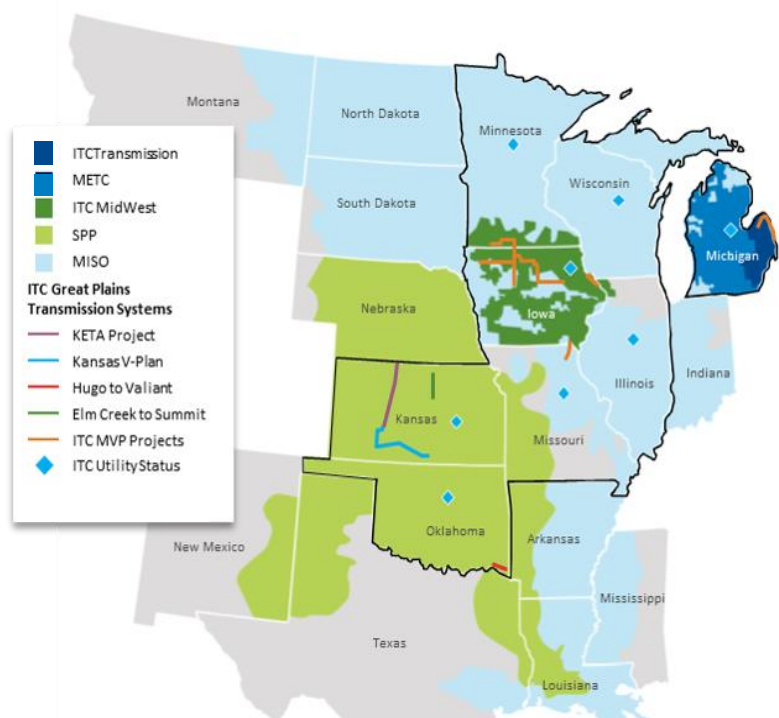 Montana
North Dakota
Minnesota
Wisconsin
South Dakota
Micbigan
ITCTransmission
METC
ITC MidWest
SPP
MISO
ITC Great Plains
Transmission Systems
KETA Project
Kansas V-Plan
Hugo to Valiant
Elm Creek to Summit
ITC MVP Projects
ITC Utility Status
Nebraska
Iowa
Illinois
Indiana
Kansas
Missouri
Oklahoma
Arkansas
New Mexico
Mississippi
Texas
Louisiana